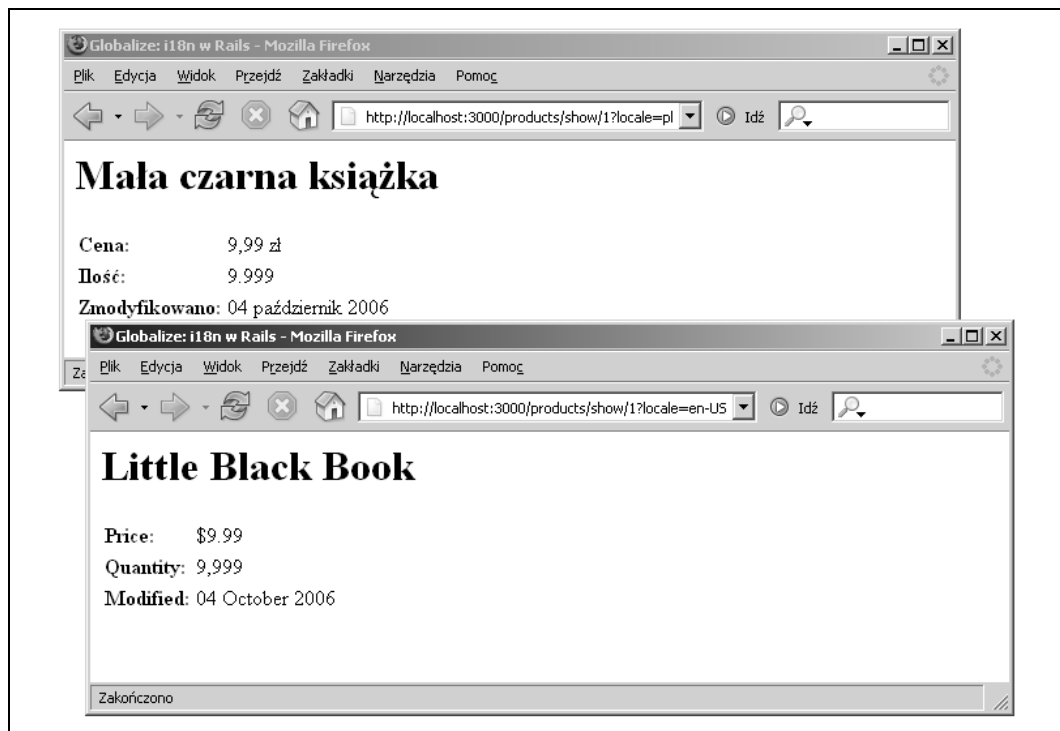 Globalize: i18n w Rails - Mozilla Firefox
Plik Edycja Widok Przejdź Zakładki Narzędzia Pomoc
http://localhost:3000/products/show/1?locale=pl Idź
Mała czarna książka
Cena: 9,99 zł
Ilość: 9.999
Zmodyfikowano: 04 październik 2006
Za
Globalize: i18n w Rails - Mozilla Firefox
Plik Edycja Widok Przejdź Zakładki Narzędzia Pomoc
http://localhost:3000/products/show/1?locale=en-US Idź
Little Black Book
Price: $9.99
Quantity: 9,999
Modified: 04 October 2006
Zakończono